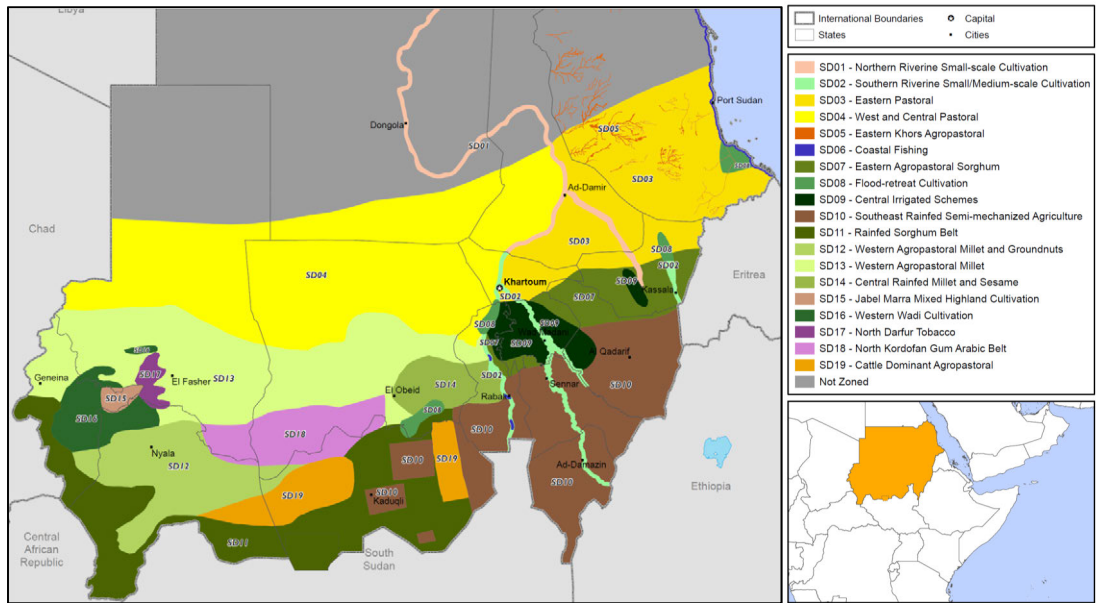 Libya
Port Sudan
SD05
Dongola
SD01
SD03
Ad-Damir
Chad
SD03
SD08
SD04
Eritrea
SD02
Khartoum
SD09
Kassala
SD02
SD07
SD08
SD09
SD07
SD09
Al Qadarif
Geneina
SD17
El Fasher
SD13
SD02
SD14
El Obeid
Sennar
SD10
SD15
Rabak
SD16
SD08
SD18
SD10
Nyala
SD12
SD10
SD19
Ad-Damazin
SD19
SD10
Kaduqli
SD10
Ethiopia
Central
African
Republic
SD11
South
Sudan
International Boundaries
Capital
States
Cities
SD01 - Northern Riverine Small-scale Cultivation
SD02 - Southern Riverine Small/Medium-scale Cultivation
SD03 - Eastern Pastoral
SD04 - West and Central Pastoral
SD05 - Eastern Khors Agropastoral
SD06 - Coastal Fishing
SD07 - Eastern Agropastoral Sorghum
SD08 - Flood-retreat Cultivation
SD09 - Central Irrigated Schemes
SD10 - Southeast Rainfed Semi-mechanized Agriculture
SD11 - Rainfed Sorghum Belt
SD12 - Western Agropastoral Millet and Groundnuts
SD13 - Western Agropastoral Millet
SD14 - Central Rainfed Millet and Sesame
SD15 - Jabel Marra Mixed Highland Cultivation
SD16 - Western Wadi Cultivation
SD17 - North Darfur Tobacco
SD18 - North Kordofan Gum Arabic Belt
SD19 - Cattle Dominant Agropastoral
Not Zoned